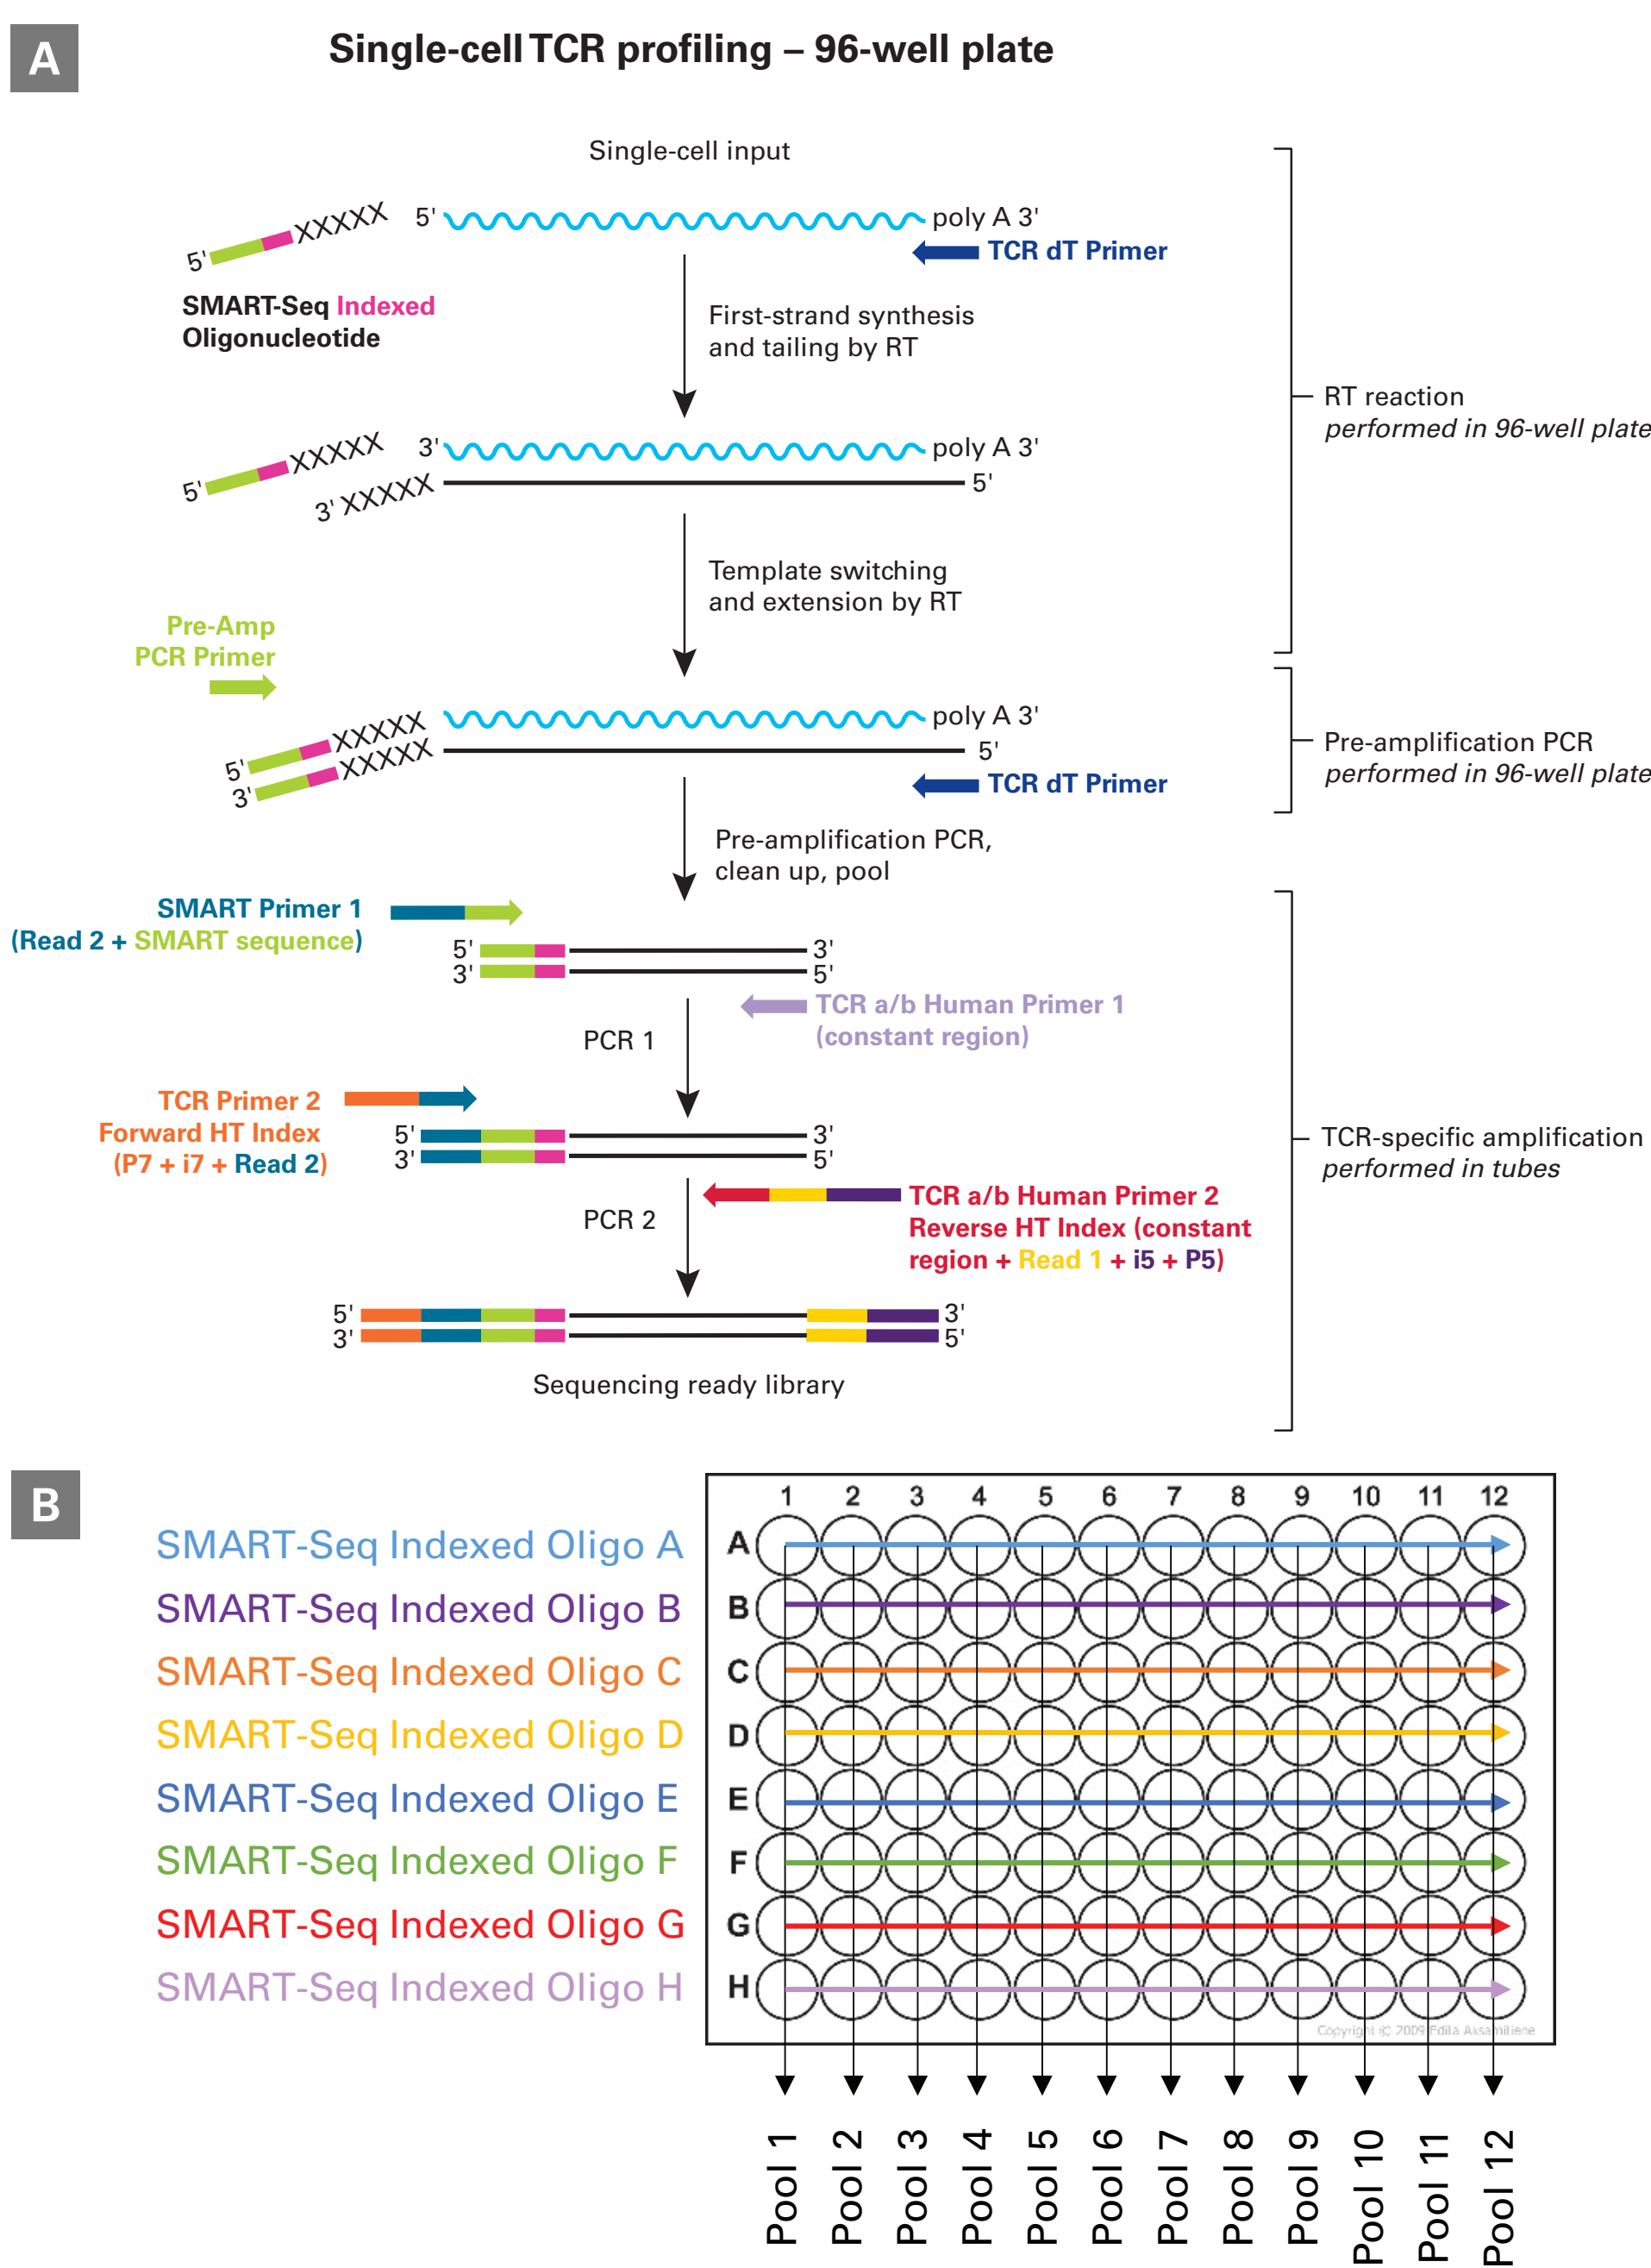 A
Single-cell TCR profiling – 96-well plate
Single-cell input
5' XXXXX
5'
poly A 3'
TCR dT Primer
SMART-Seq Indexed
Oligonucleotide
First-strand synthesis
and tailing by RT
RT reaction
performed in 96-well plate
5' XXXXX
3'
poly A 3'
3' XXXXX
5'
Template switching
and extension by RT
Pre-Amp
PCR Primer
5' XXXXX
poly A 3'
3' XXXXX
5'
TCR dT Primer
Pre-amplification PCR
performed in 96-well plate
Pre-amplification PCR,
clean up, pool
SMART Primer 1
(Read 2 + SMART sequence)
5' 3'
3' 5'
TCR a/b Human Primer 1
(constant region)
PCR 1
TCR Primer 2
Forward HT Index
(P7 + i7 + Read 2)
5' 3'
3' 5'
TCR-specific amplification
performed in tubes
TCR a/b Human Primer 2
Reverse HT Index (constant
region + Read 1 + i5 + P5)
PCR 2
5' 3'
3' 5'
Sequencing ready library
B
1 2 3 4 5 6 7 8 9 10 11 12
SMART-Seq Indexed Oligo A A
SMART-Seq Indexed Oligo B B
SMART-Seq Indexed Oligo C C
SMART-Seq Indexed Oligo D D
SMART-Seq Indexed Oligo E E
SMART-Seq Indexed Oligo F F
SMART-Seq Indexed Oligo G G
SMART-Seq Indexed Oligo H H
Copyright © 2009 Edita Aksamitiene
Pool 1
Pool 2
Pool 3
Pool 4
Pool 5
Pool 6
Pool 7
Pool 8
Pool 9
Pool 10
Pool 11
Pool 12